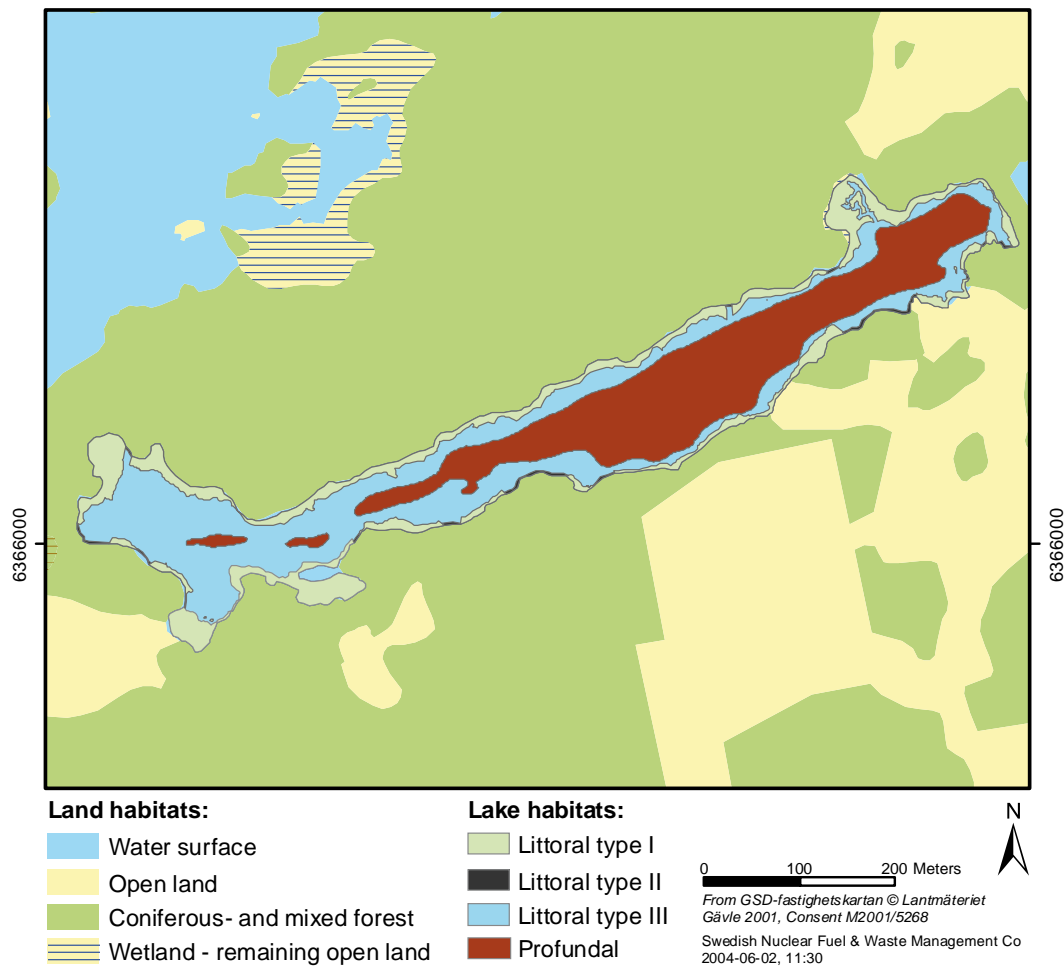 6366000
6366000
Land habitats:
Water surface
Open land
Coniferous- and mixed forest
Wetland - remaining open land
Lake habitats:
Littoral type I
Littoral type II
Littoral type III
Profundal
N
0 100 200 Meters
From GSD-fastighetskartan © Lantmäteriet
Gävle 2001, Consent M2001/5268
Swedish Nuclear Fuel & Waste Management Co
2004-06-02, 11:30